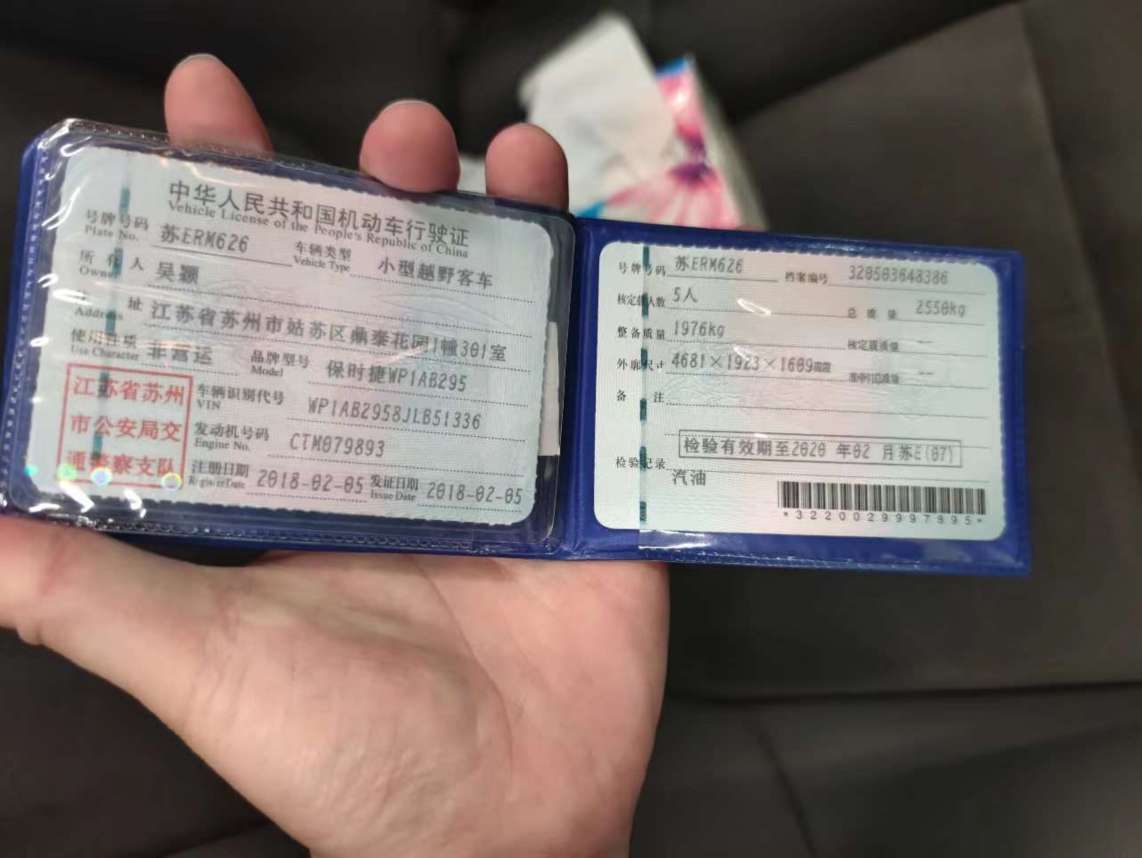 中华人民共和国机动车行驶证
Vehicle License of the People's Republic of China
号牌号码 苏ERM626 车辆类型 小型越野客车
Plate No. Vehicle Type
所有人 吴颖
Owner
住址 江苏省苏州市姑苏区鼎泰花园1幢301室
Address
使用性质 非营运 品牌型号 保时捷WP1AB295
Use Character Model
江苏省苏州
市公安局交
通警察支队
车辆识别代号 WP1AB2958JLB51336
VIN
发动机号码 CTM079893
Engine No.
注册日期 2018-02-05 发证日期 2018-02-05
Register Date Issue Date
号牌号码 苏ERM626 档案编号 320503648386
核定载人数 5人 总质量 2550kg
整备质量 1976kg 核定载质量 --
外廓尺寸 4681×1923×1609mm 准牵引总质量 --
备注
检验有效期至2020年02月苏E(07)
检验记录
汽油
*3220029997895*